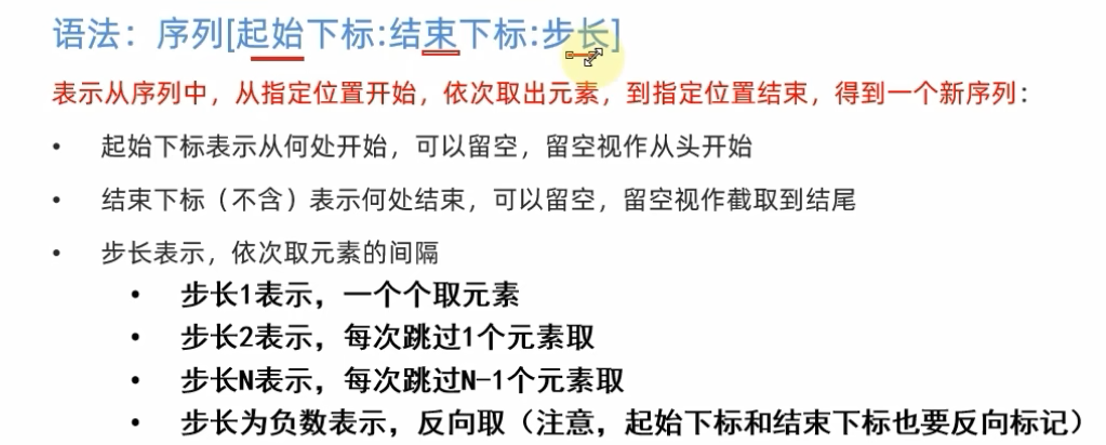 语法：序列[起始下标:结束下标:步长]
表示从序列中，从指定位置开始，依次取出元素，到指定位置结束，得到一个新序列：
• 起始下标表示从何处开始，可以留空，留空视作从头开始
• 结束下标（不含）表示何处结束，可以留空，留空视作截取到结尾
• 步长表示，依次取元素的间隔
• 步长1表示，一个个取元素
• 步长2表示，每次跳过1个元素取
• 步长N表示，每次跳过N-1个元素取
• 步长为负数表示，反向取（注意，起始下标和结束下标也要反向标记）